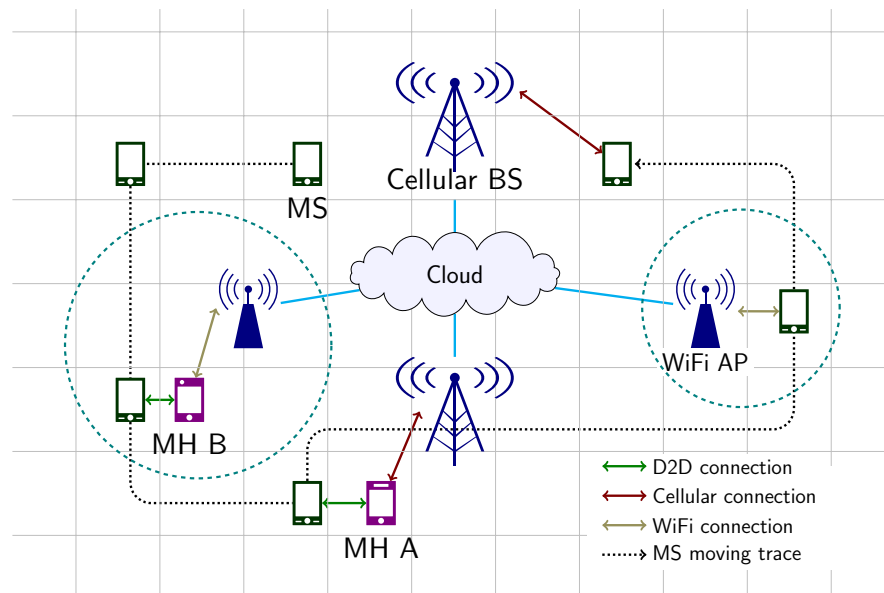 Cellular BS
MS
Cloud
WiFi AP
MH B
MH A
D2D connection
Cellular connection
WiFi connection
MS moving trace